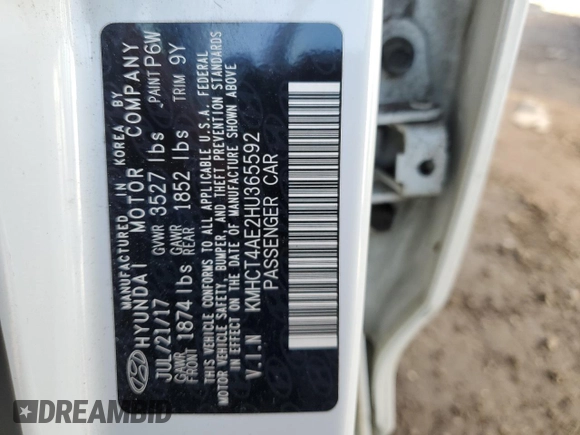 MANUFACTURED IN KOREA BY
HYUNDAI MOTOR COMPANY
JUL/21/17 GVWR 3527 lbs PAINT P6W
GAWR FRONT 1874 lbs GAWR REAR 1852 lbs TRIM 9Y
THIS VEHICLE CONFORMS TO ALL APPLICABLE U.S.A. FEDERAL
MOTOR VEHICLE SAFETY, BUMPER, AND THEFT PREVENTION STANDARDS
IN EFFECT ON THE DATE OF MANUFACTURE SHOWN ABOVE
V.I.N KMHCT4AE2HU365592
PASSENGER CAR
DREAMBID